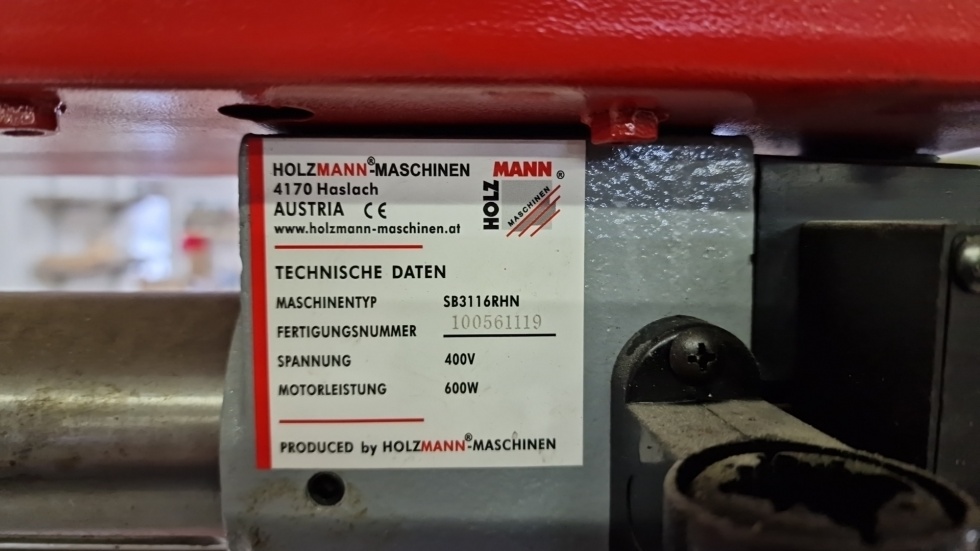 HOLZMANN®-MASCHINEN
4170 Haslach
AUSTRIA CE
www.holzmann-maschinen.at
HOLZ MANN®
MASCHINEN
TECHNISCHE DATEN
MASCHINENTYP SB3116RHN
FERTIGUNGSNUMMER 100561119
SPANNUNG 400V
MOTORLEISTUNG 600W
PRODUCED by HOLZMANN®-MASCHINEN